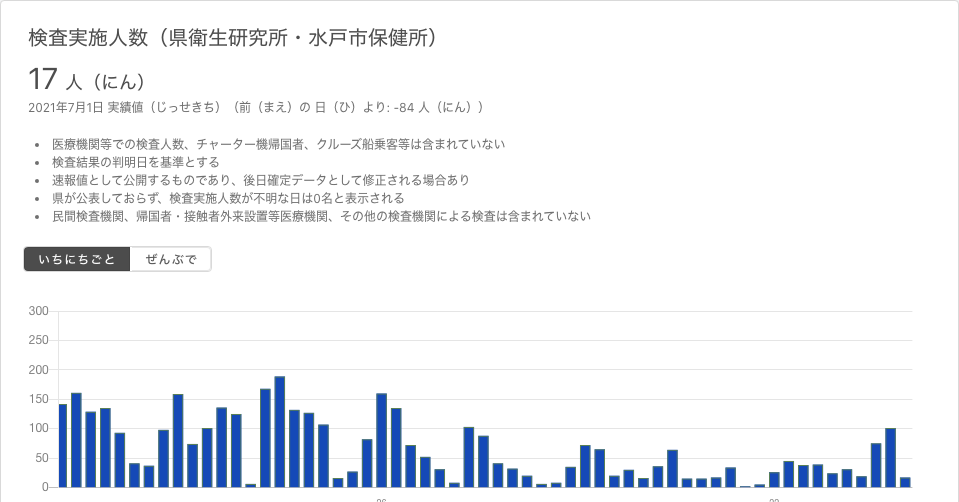 検査実施人数（県衛生研究所・水戸市保健所）
17 人（にん）
2021年7月1日 実績値（じっせきち）（前（まえ）の 日（ひ）より: -84 人（にん））
• 医療機関等での検査人数、チャーター機帰国者、クルーズ船乗客等は含まれていない
• 検査結果の判明日を基準とする
• 速報値として公開するものであり、後日確定データとして修正される場合あり
• 県が公表しておらず、検査実施人数が不明な日は0名と表示される
• 民間検査機関、帰国者・接触者外来設置等医療機関、その他の検査機関による検査は含まれていない
いちにちごと ぜんぶで
300
250
200
150
100
50
0